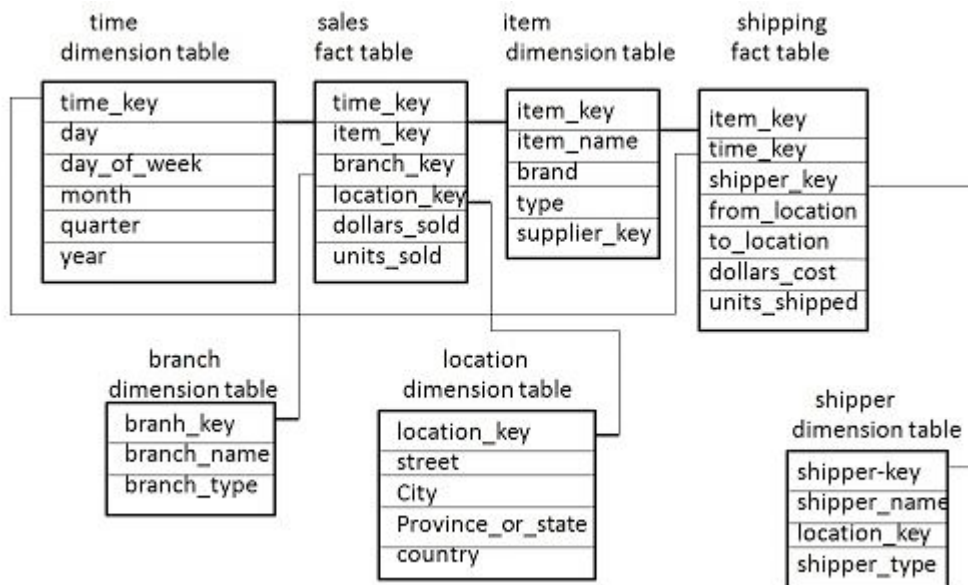 time
dimension table
time_key
day
day_of_week
month
quarter
year
sales
fact table
time_key
item_key
branch_key
location_key
dollars_sold
units_sold
item
dimension table
item_key
item_name
brand
type
supplier_key
shipping
fact table
item_key
time_key
shipper_key
from_location
to_location
dollars_cost
units_shipped
branch
dimension table
branh_key
branch_name
branch_type
location
dimension table
location_key
street
City
Province_or_state
country
shipper
dimension table
shipper-key
shipper_name
location_key
shipper_type